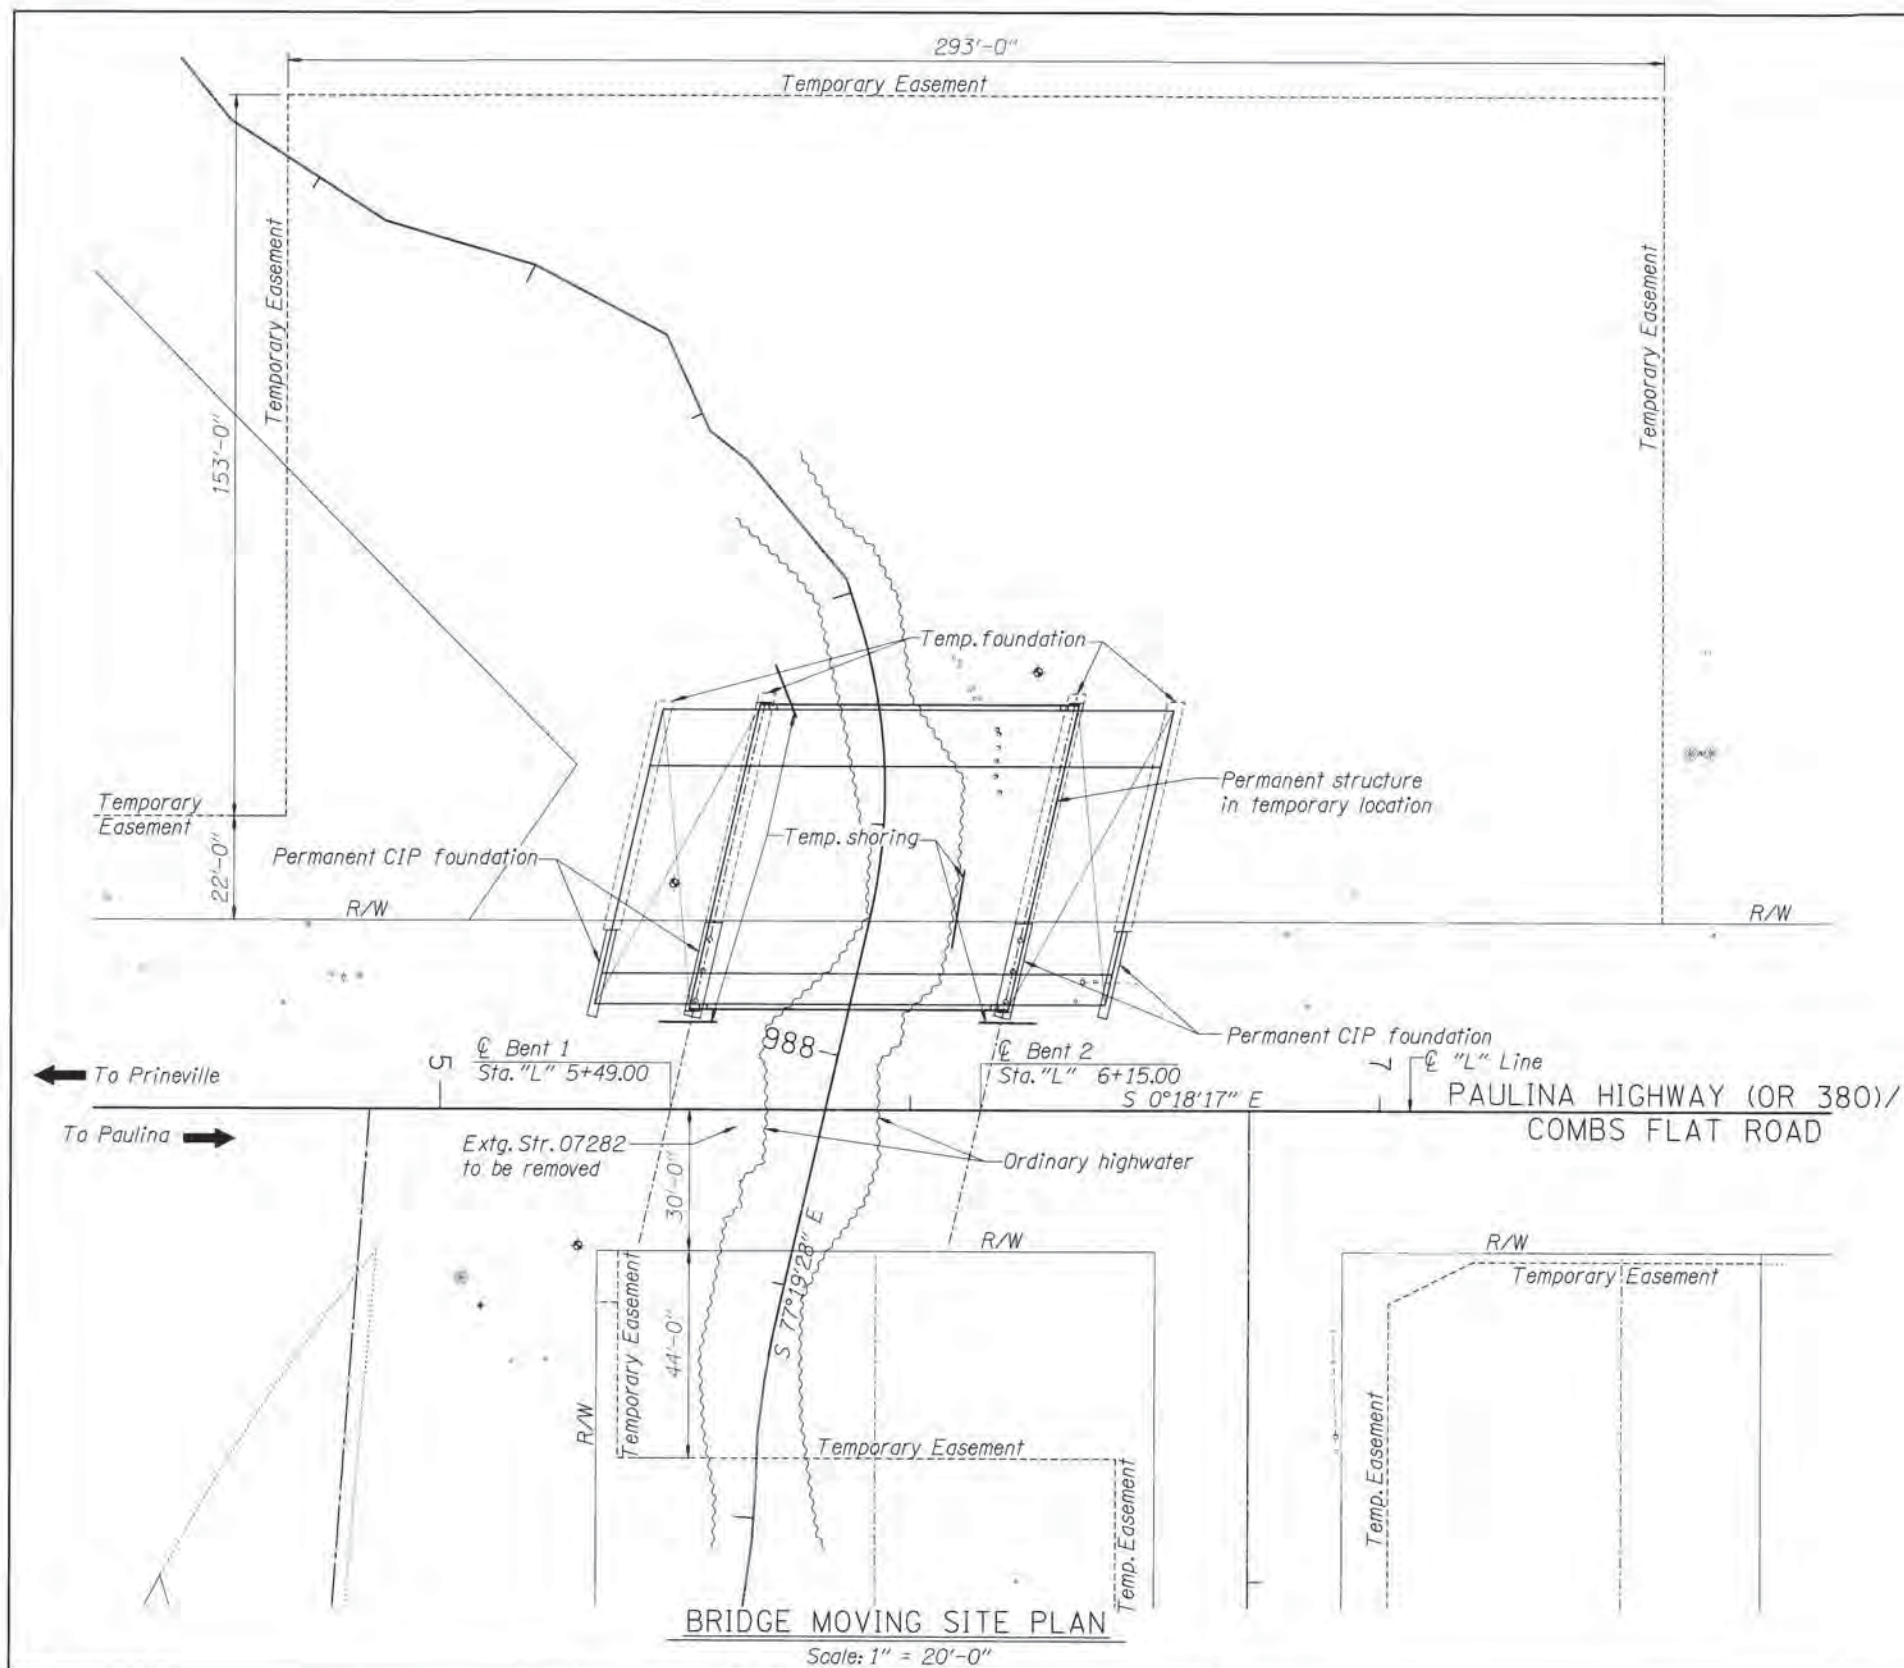 293'-0"
Temporary Easement
Temporary Easement
Temporary Easement
153'-0"
Temp. foundation
Permanent structure
in temporary location
Temporary
Easement
Temp. shoring
Permanent CIP foundation
22'-0"
R/W
R/W
Permanent CIP foundation
988
5
℄ Bent 1
Sta. "L" 5+49.00
℄ Bent 2
Sta. "L" 6+15.00
7
℄ "L" Line
To Prineville
S 0°18'17" E
PAULINA HIGHWAY (OR 380)/
COMBS FLAT ROAD
To Paulina
Extg. Str. 07282
to be removed
Ordinary highwater
30'-0"
S 77°19'28" E
R/W
R/W
Temporary Easement
Temporary Easement
44'-0"
R/W
Temporary Easement
Temp. Easement
Temp. Easement
BRIDGE MOVING SITE PLAN
Scale: 1" = 20'-0"